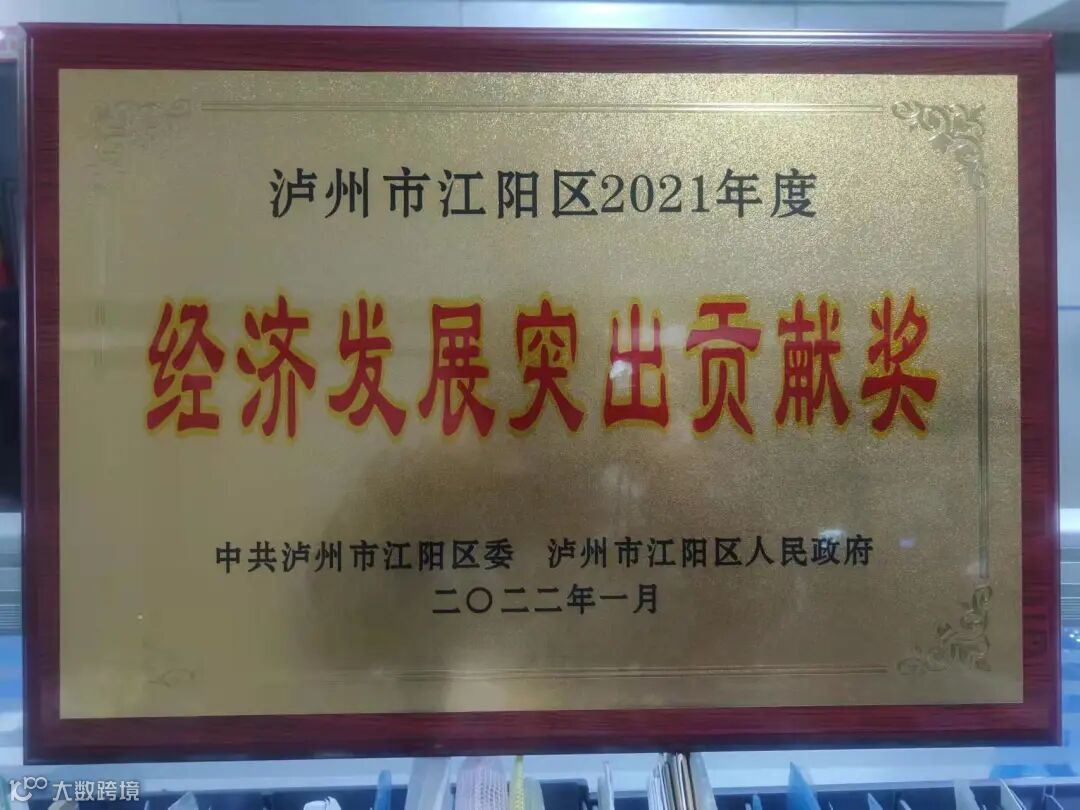 泸州市江阳区2021年度
经济发展突出贡献奖
中共泸州市江阳区委 泸州市江阳区人民政府
二〇二二年一月
大数跨境